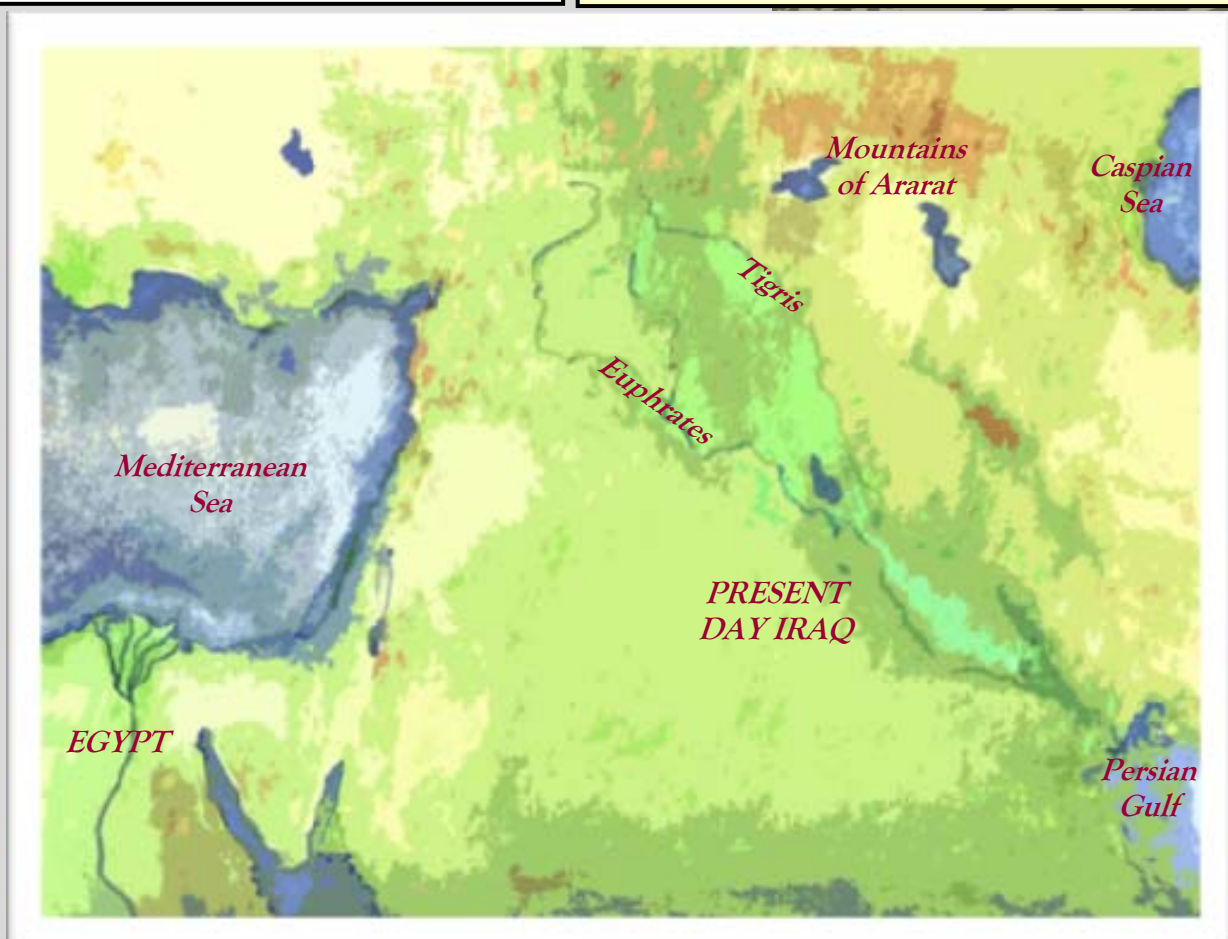 Mountains
of Ararat
Caspian
Sea
Tigris
Euphrates
Mediterranean
Sea
PRESENT
DAY IRAQ
EGYPT
Persian
Gulf